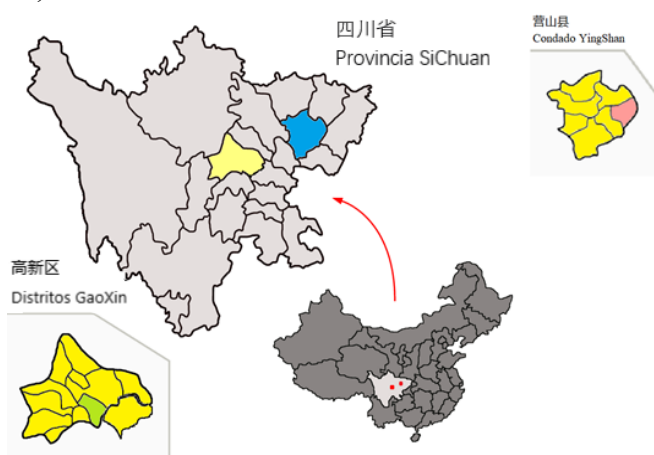 四川省
Provincia SiChuan
营山县
Condado YingShan
高新区
Distritos GaoXin